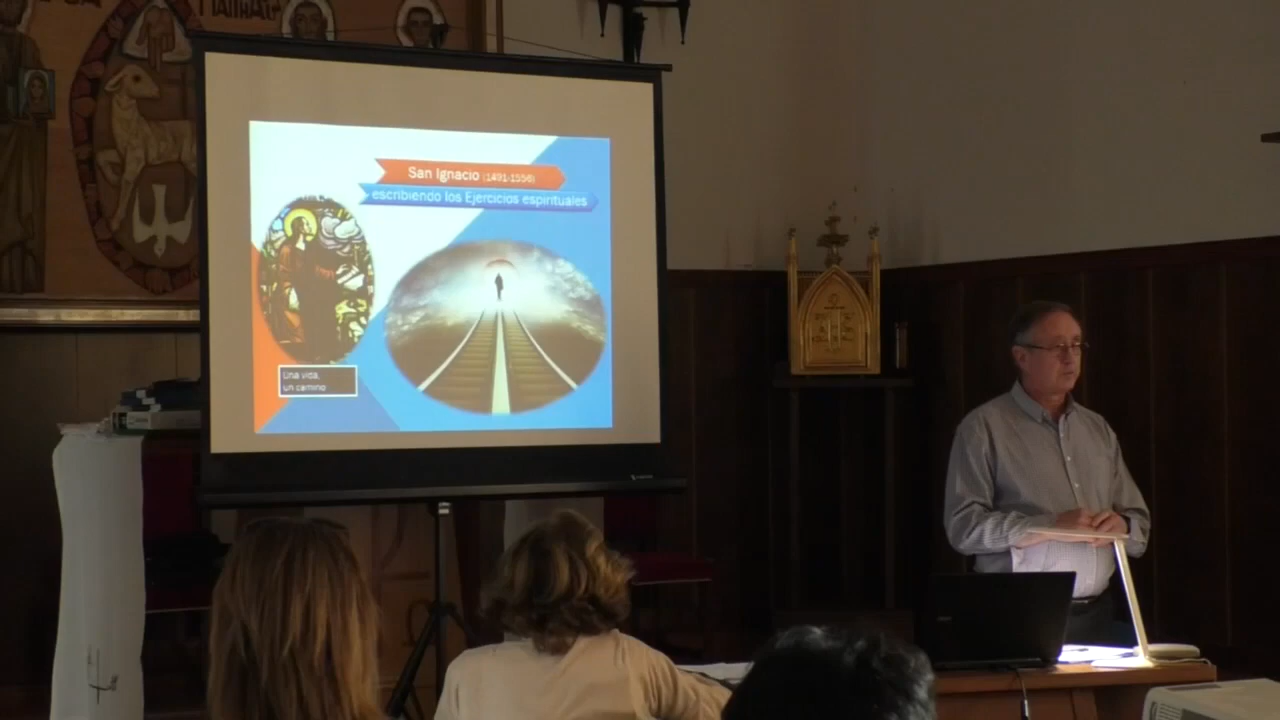 San Ignacio (1491-1556)
escribiendo los Ejercicios espirituales
Una vida,
un camino